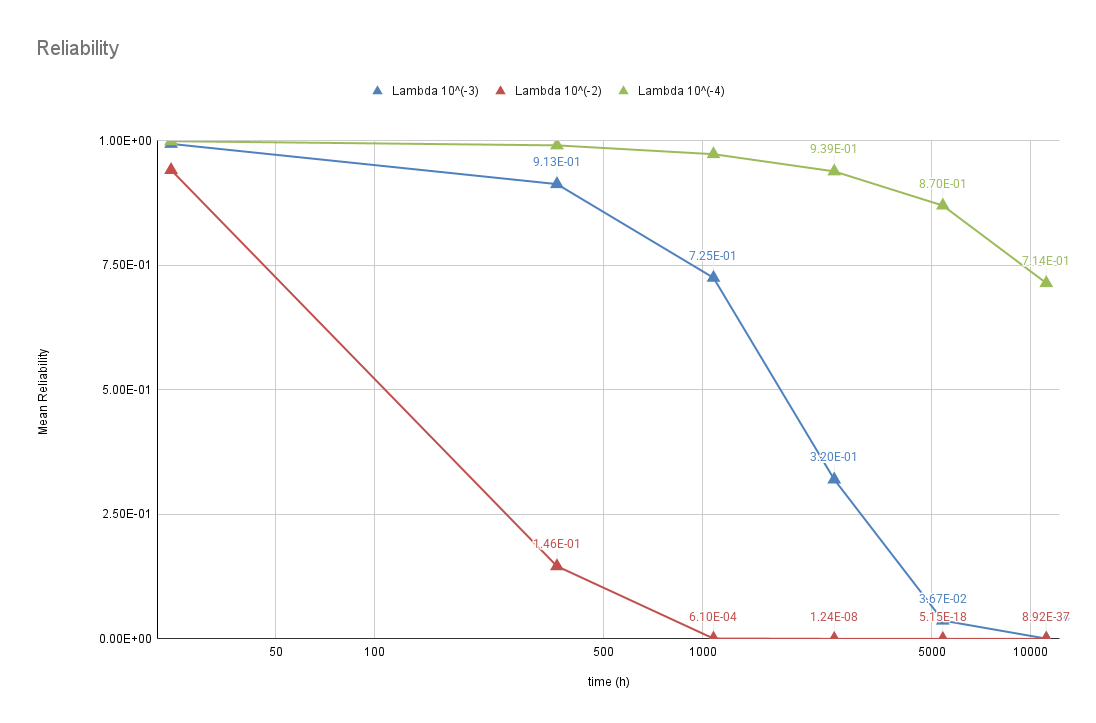 Reliability
Lambda 10^(-3) Lambda 10^(-2) Lambda 10^(-4)
1.00E+00
7.50E-01
5.00E-01
2.50E-01
0.00E+00
Mean Reliability
9.13E-01
9.39E-01
8.70E-01
7.25E-01
7.14E-01
3.20E-01
1.46E-01
3.67E-02
6.10E-04
1.24E-08
5.15E-18
8.92E-37
50 100 500 1000 5000 10000
time (h)